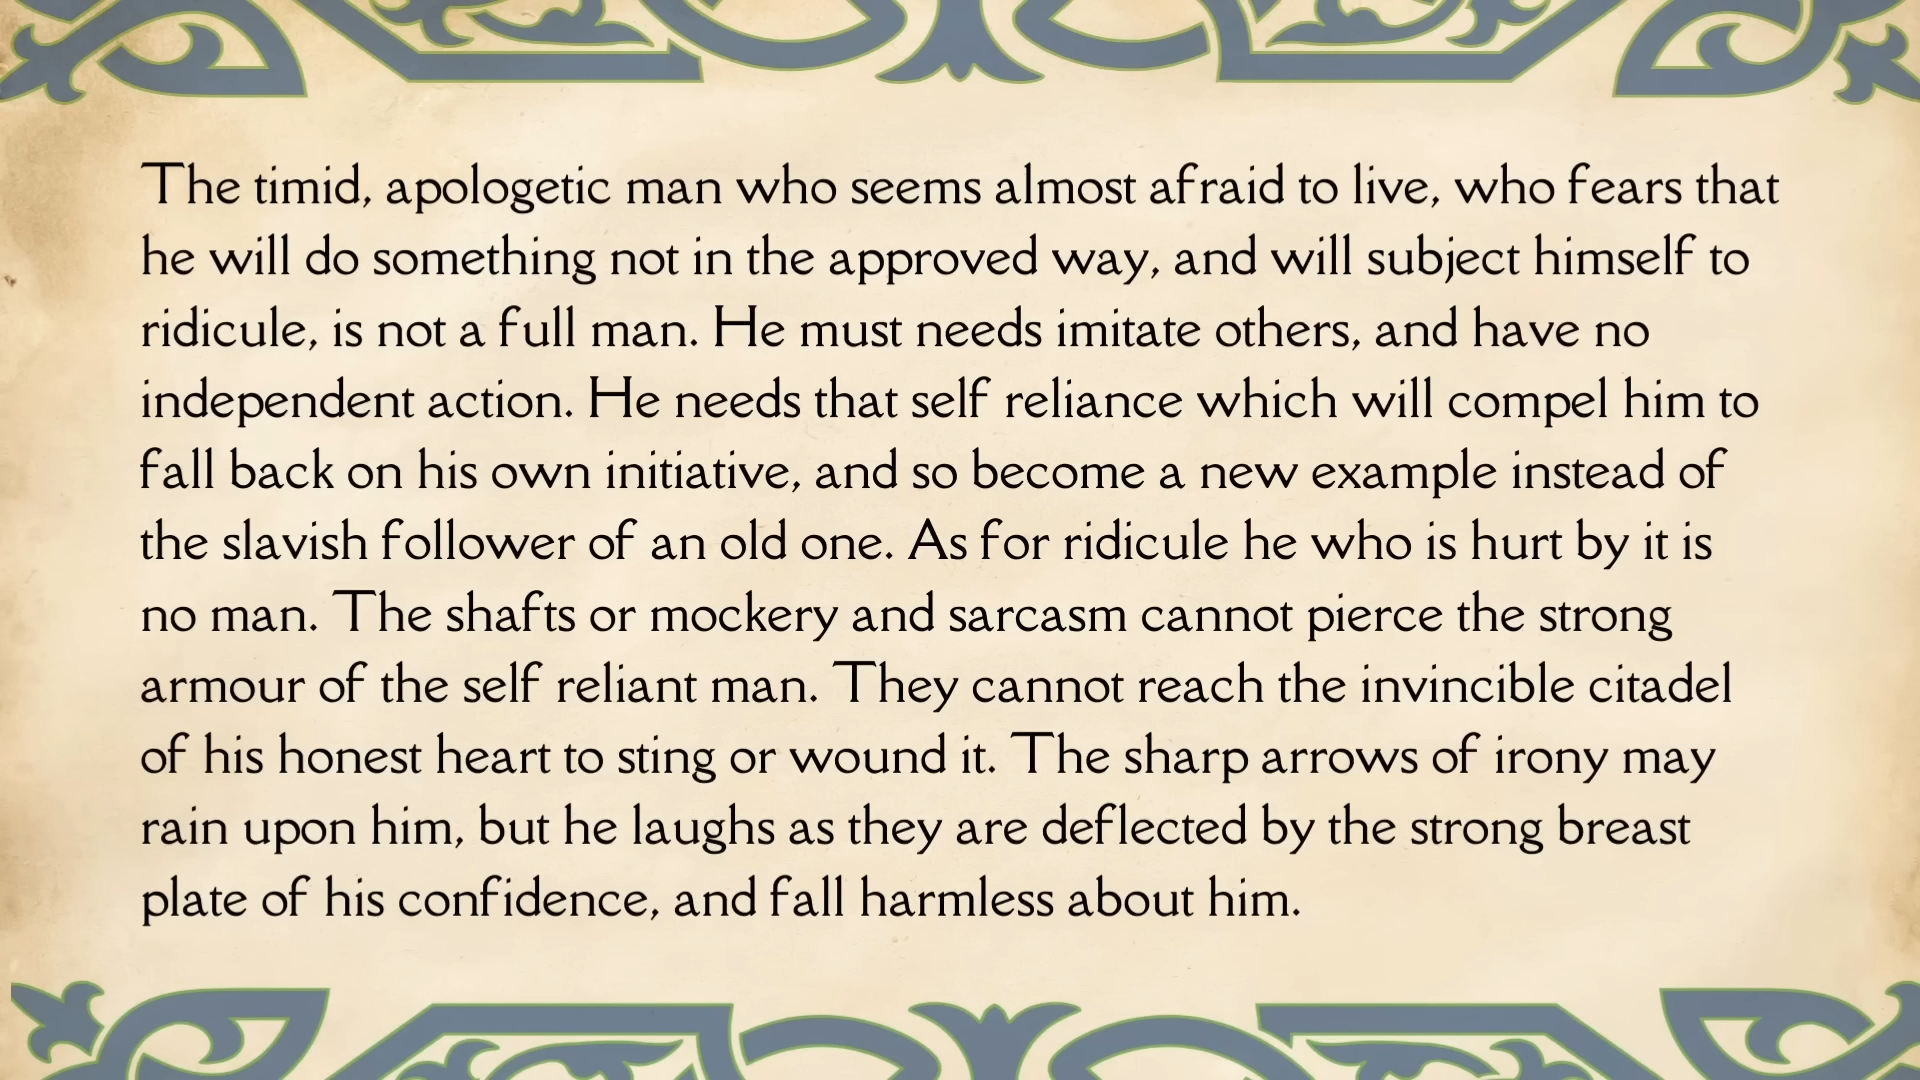 The timid, apologetic man who seems almost afraid to live, who fears that
he will do something not in the approved way, and will subject himself to
ridicule, is not a full man. He must needs imitate others, and have no
independent action. He needs that self reliance which will compel him to
fall back on his own initiative, and so become a new example instead of
the slavish follower of an old one. As for ridicule he who is hurt by it is
no man. The shafts or mockery and sarcasm cannot pierce the strong
armour of the self reliant man. They cannot reach the invincible citadel
of his honest heart to sting or wound it. The sharp arrows of irony may
rain upon him, but he laughs as they are deflected by the strong breast
plate of his confidence, and fall harmless about him.